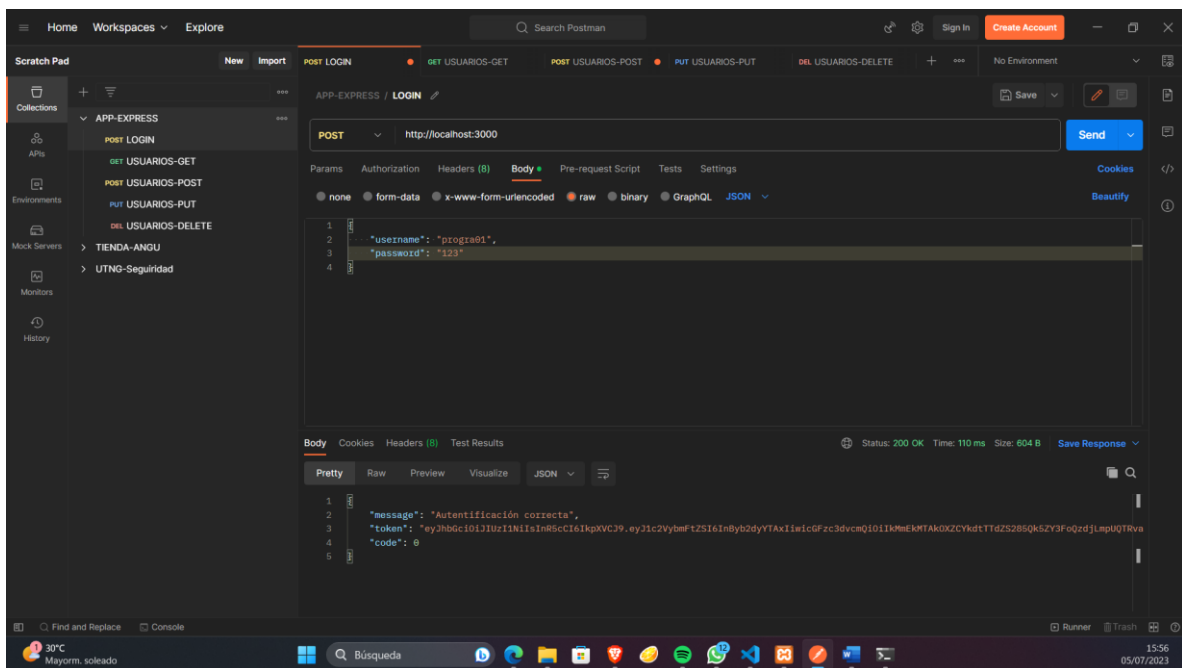 Home Workspaces Explore Search Postman Sign In Create Account
Scratch Pad New Import POST LOGIN GET USUARIOS-GET POST USUARIOS-POST PUT USUARIOS-PUT DEL USUARIOS-DELETE No Environment
APP-EXPRESS / LOGIN Save
Collections
APP-EXPRESS
POST LOGIN
GET USUARIOS-GET
POST USUARIOS-POST
PUT USUARIOS-PUT
DEL USUARIOS-DELETE
TIENDA-ANGU
UTNG-Seguiridad
APIs
Environments
Mock Servers
Monitors
History
POST http://localhost:3000 Send
Params Authorization Headers (8) Body Pre-request Script Tests Settings Cookies
none form-data x-www-form-urlencoded raw binary GraphQL JSON Beautify
1 {
2 "username": "progra01",
3 "password": "123"
4 }
Body Cookies Headers (8) Test Results Status: 200 OK Time: 110 ms Size: 604 B Save Response
Pretty Raw Preview Visualize JSON
1 {
2 "message": "Autentificación correcta",
3 "token":
4 "code": 0
5 }
Find and Replace Console Runner Trash
1 30°C
Mayorm. soleado
Búsqueda
12
15:56
05/07/2023